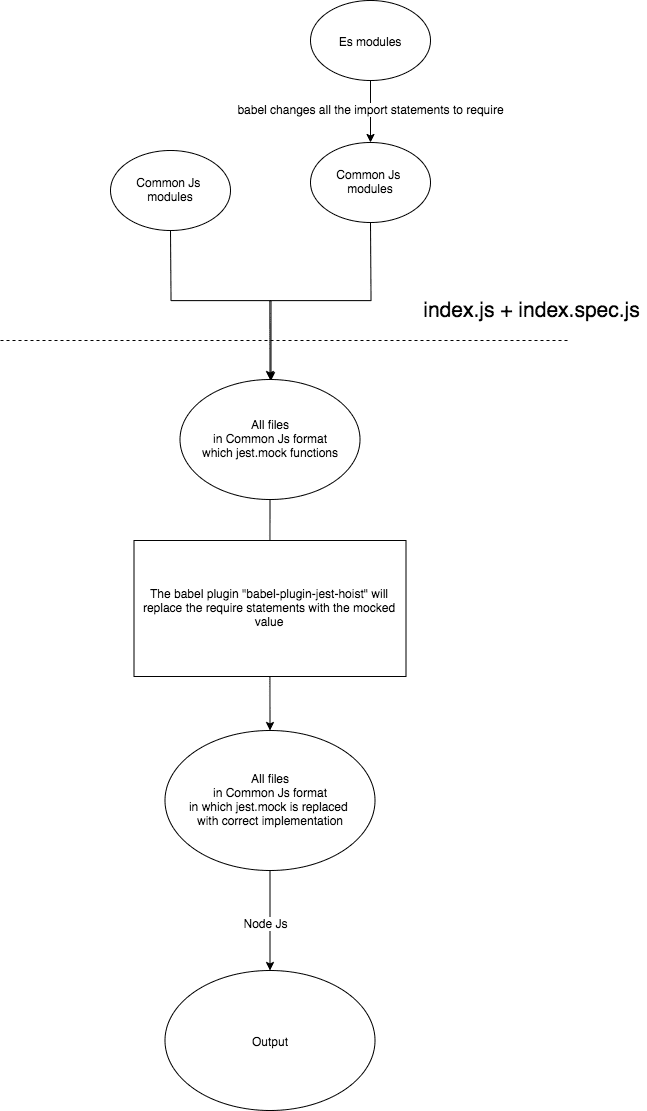 Es modules
babel changes all the import statements to require
Common Js
modules
Common Js
modules
index.js + index.spec.js
All files
in Common Js format
which jest.mock functions
The babel plugin "babel-plugin-jest-hoist" will
replace the require statements with the mocked
value
All files
in Common Js format
in which jest.mock is replaced
with correct implementation
Node Js
Output